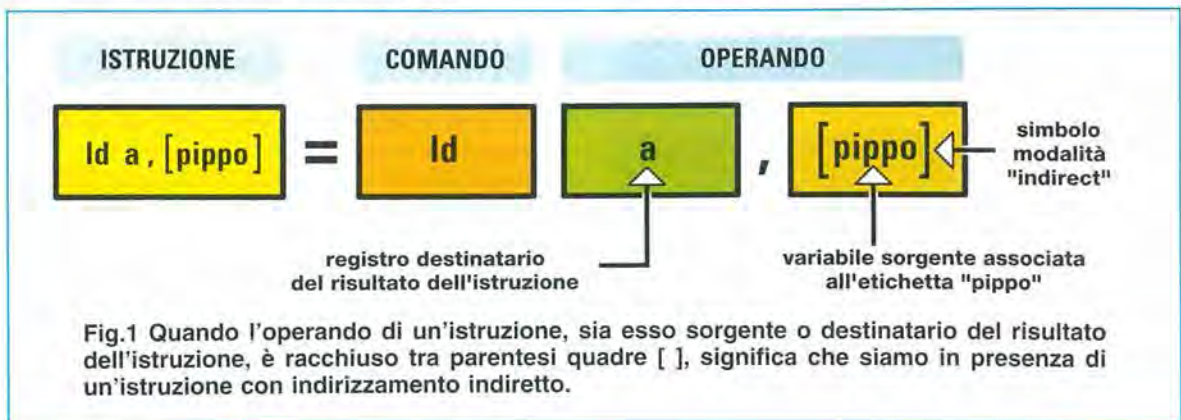 ISTRUZIONE COMANDO OPERANDO
ld a , [pippo] = ld a , [pippo]
simbolo
modalità
"indirect"
registro destinatario
del risultato dell'istruzione
variabile sorgente associata
all'etichetta "pippo"
Fig.1 Quando l'operando di un'istruzione, sia esso sorgente o destinatario del risultato
dell'istruzione, è racchiuso tra parentesi quadre [ ], significa che siamo in presenza di
un'istruzione con indirizzamento indiretto.